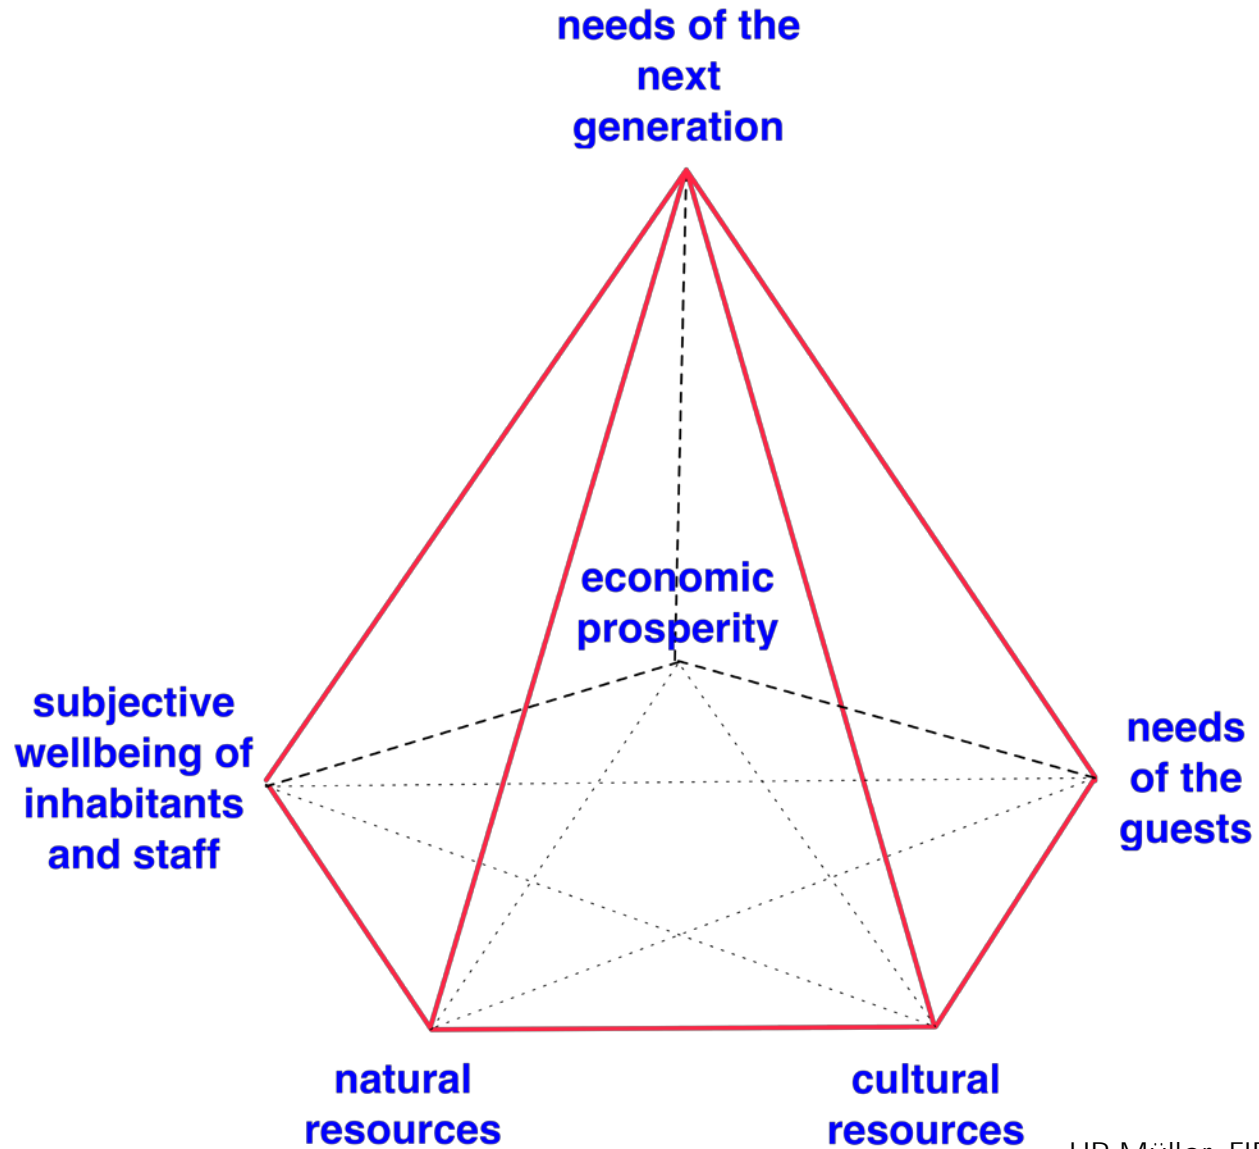 needs of the
next
generation
economic
prosperity
subjective
wellbeing of
inhabitants
and staff
needs
of the
guests
natural
resources
cultural
resources
Müller